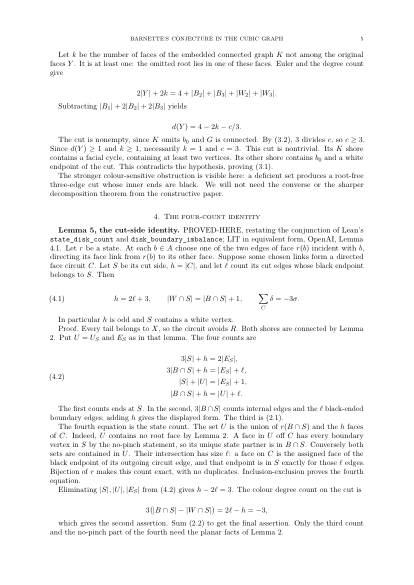 BARNETTE'S CONJECTURE IN THE CUBIC GRAPH 5
Let k be the number of faces of the embedded connected graph K not among the original
faces Y. It is at least one: the omitted root lies in one of these faces. Euler and the degree count
give
2|Y| + 2k = 4 + |B₂| + |B₃| + |W₂| + |W₃|.
Subtracting |B₁| + 2|B₂| + 2|B₃| yields
d(Y) = 4 − 2k − c/3.
The cut is nonempty, since K omits b₀ and G is connected. By (3.2), 3 divides c, so c ≥ 3.
Since d(Y) ≥ 1 and k ≥ 1, necessarily k = 1 and c = 3. This cut is nontrivial. Its K shore
contains a facial cycle, containing at least two vertices. Its other shore contains b₀ and a white
endpoint of the cut. This contradicts the hypothesis, proving (3.1).
The stronger colour-sensitive obstruction is visible here: a deficient set produces a root-free
three-edge cut whose inner ends are black. We will not need the converse or the sharper
decomposition theorem from the constructive paper.
4. The four-count identity
Lemma 5, the cut-side identity. PROVED-HERE, restating the conjunction of Lean's
state_disk_count and disk_boundary_imbalance; LIT in equivalent form, OpenAI, Lemma
4.1. Let r be a state. At each b ∈ A choose one of the two edges of face r(b) incident with b,
directing its face link from r(b) to its other face. Suppose some chosen links form a directed
face circuit C. Let S be its cut side, h = |C|, and let ℓ count its cut edges whose black endpoint
belongs to S. Then
(4.1) h = 2ℓ + 3, |W ∩ S| = |B ∩ S| + 1, ∑_C δ = −3σ.
In particular h is odd and S contains a white vertex.
Proof. Every tail belongs to X, so the circuit avoids R. Both shores are connected by Lemma
2. Put U = U_S and E_S as in that lemma. The four counts are
3|S| + h = 2|E_S|,
3|B ∩ S| + h = |E_S| + ℓ,
(4.2)
|S| + |U| = |E_S| + 1,
|B ∩ S| + h = |U| + ℓ.
The first counts ends at S. In the second, 3|B∩S| counts internal edges and the ℓ black-ended
boundary edges; adding h gives the displayed form. The third is (2.1).
The fourth equation is the state count. The set U is the union of r(B ∩ S) and the h faces
of C. Indeed, U contains no root face by Lemma 2. A face in U off C has every boundary
vertex in S by the no-pinch statement, so its unique state partner is in B ∩ S. Conversely both
sets are contained in U. Their intersection has size ℓ: a face on C is the assigned face of the
black endpoint of its outgoing circuit edge, and that endpoint is in S exactly for those ℓ edges.
Bijection of r makes this count exact, with no duplicates. Inclusion-exclusion proves the fourth
equation.
Eliminating |S|, |U|, |E_S| from (4.2) gives h − 2ℓ = 3. The colour degree count on the cut is
3(|B ∩ S| − |W ∩ S|) = 2ℓ − h = −3,
which gives the second assertion. Sum (2.2) to get the final assertion. Only the third count
and the no-pinch part of the fourth need the planar facts of Lemma 2.